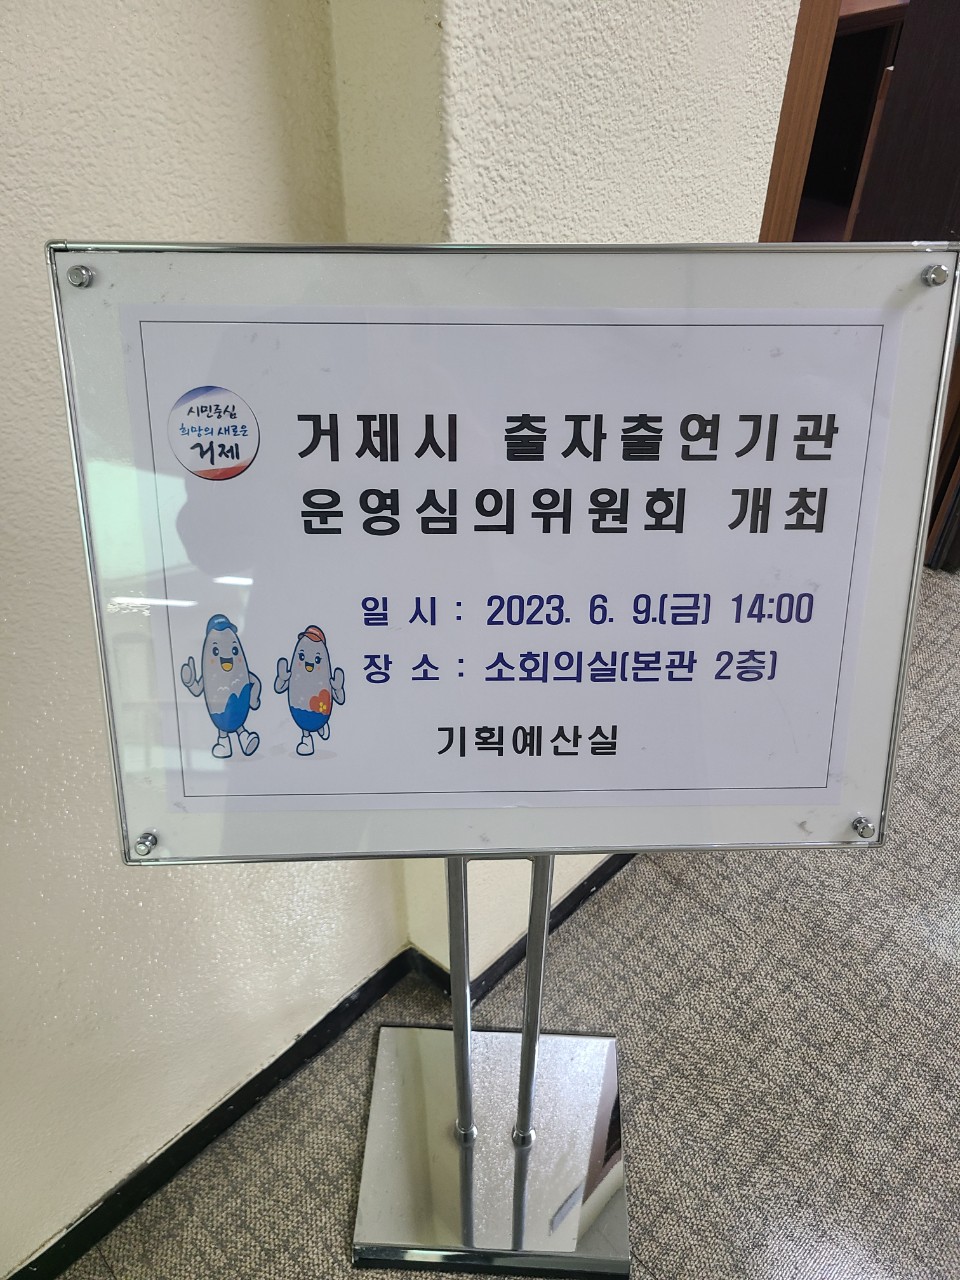 시민중심
희망의 새로운
거제
거제시 출자출연기관
운영심의위원회 개최
일 시 : 2023. 6. 9.(금) 14:00
장 소 : 소회의실(본관 2층)
기획예산실